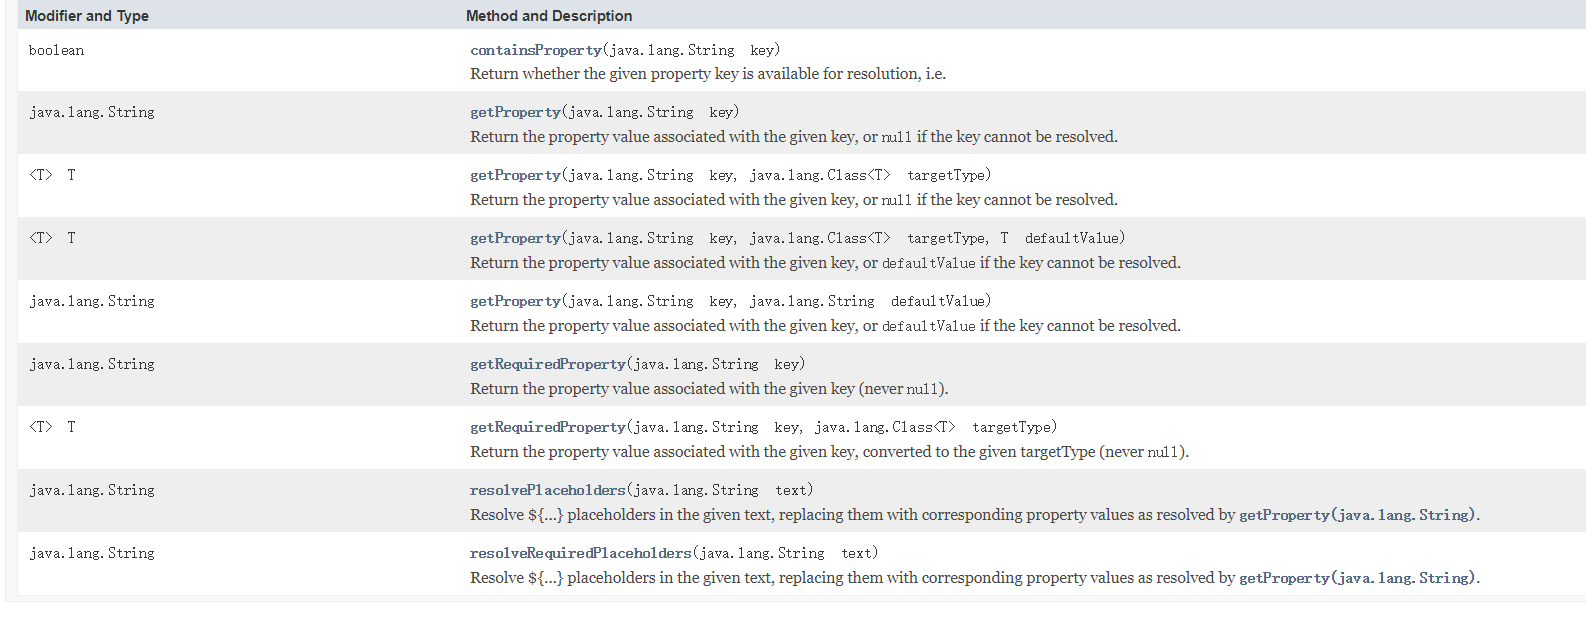 Modifier and Type Method and Description
boolean containsProperty(java.lang.String key)
Return whether the given property key is available for resolution, i.e.
java.lang.String getProperty(java.lang.String key)
Return the property value associated with the given key, or null if the key cannot be resolved.
<T> T getProperty(java.lang.String key, java.lang.Class<T> targetType)
Return the property value associated with the given key, or null if the key cannot be resolved.
<T> T getProperty(java.lang.String key, java.lang.Class<T> targetType, T defaultValue)
Return the property value associated with the given key, or defaultValue if the key cannot be resolved.
java.lang.String getProperty(java.lang.String key, java.lang.String defaultValue)
Return the property value associated with the given key, or defaultValue if the key cannot be resolved.
java.lang.String getRequiredProperty(java.lang.String key)
Return the property value associated with the given key (never null).
<T> T getRequiredProperty(java.lang.String key, java.lang.Class<T> targetType)
Return the property value associated with the given key, converted to the given targetType (never null).
java.lang.String resolvePlaceholders(java.lang.String text)
Resolve ${...} placeholders in the given text, replacing them with corresponding property values as resolved by getProperty(java.lang.String).
java.lang.String resolveRequiredPlaceholders(java.lang.String text)
Resolve ${...} placeholders in the given text, replacing them with corresponding property values as resolved by getProperty(java.lang.String).